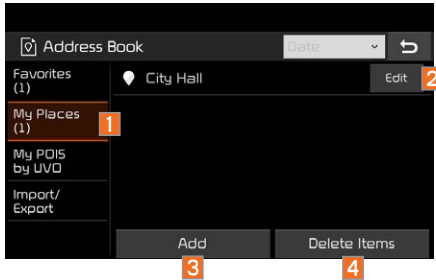 Address Book
Date
Favorites
(1)
City Hall
Edit
2
My Places
(1)
1
My POIS
by UVO
Import/
Export
Add
Delete Items
3
4